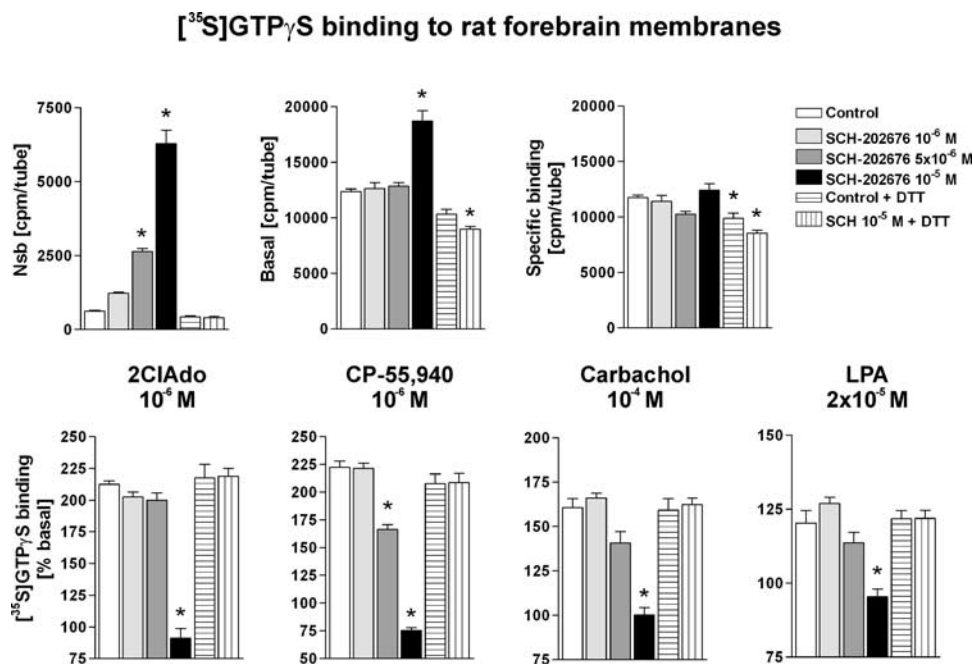 [³⁵S]GTPγS binding to rat forebrain membranes
Nsb [cpm/tube]
7500
5000
2500
0
*
*
Basal [cpm/tube]
20000
15000
10000
5000
0
*
*
Specific binding
[cpm/tube]
20000
15000
10000
5000
0
*
*
Control
SCH-202676 10⁻⁶ M
SCH-202676 5x10⁻⁶ M
SCH-202676 10⁻⁵ M
Control + DTT
SCH 10⁻⁵ M + DTT
2ClAdo
10⁻⁶ M
[³⁵S]GTPγS binding
[% basal]
250
225
200
175
150
125
100
75
*
CP-55,940
10⁻⁶ M
250
225
200
175
150
125
100
75
50
*
*
Carbachol
10⁻⁴ M
200
175
150
125
100
75
*
LPA
2x10⁻⁵ M
150
125
100
75
*